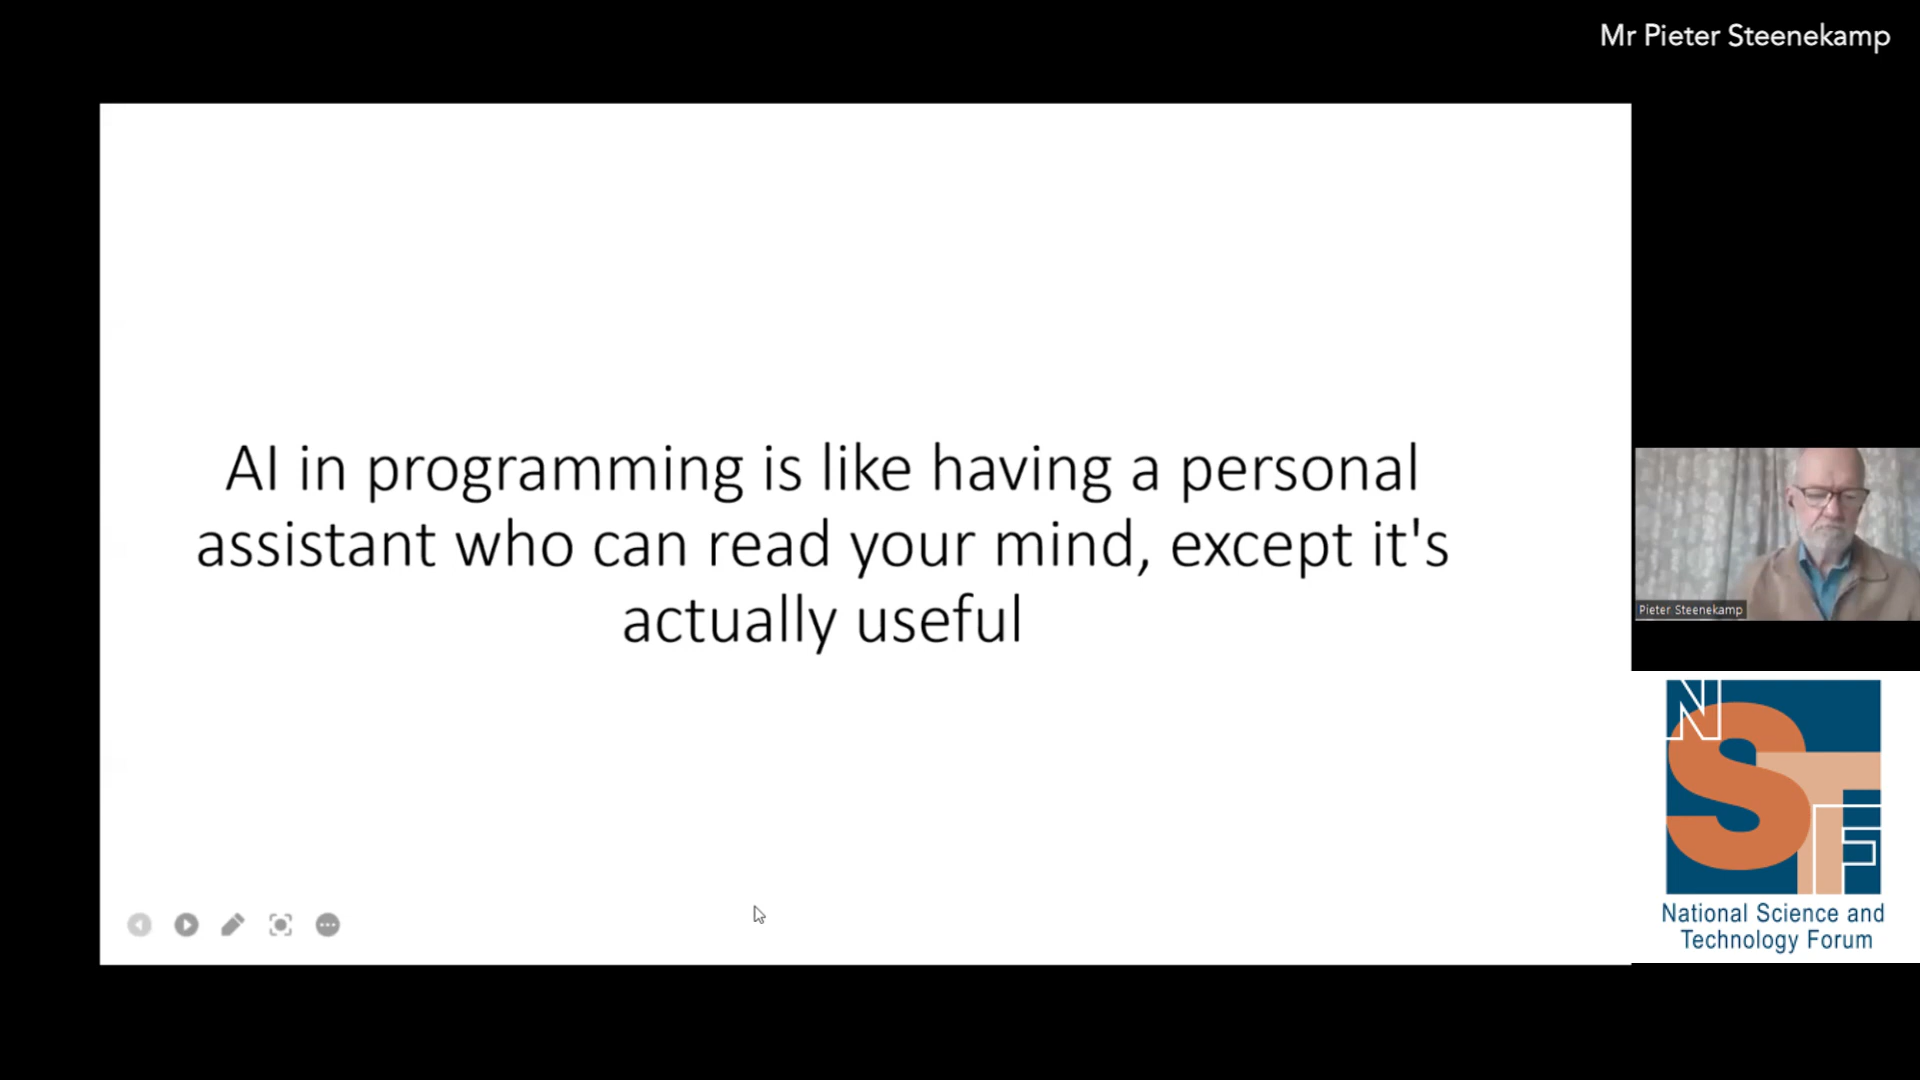 Mr Pieter Steenekamp
AI in programming is like having a personal
assistant who can read your mind, except it's
actually useful
Pieter Steenekamp
NSTF
National Science and
Technology Forum